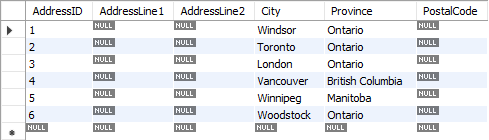 AddressID AddressLine1 AddressLine2 City Province PostalCode
1 NULL NULL Windsor Ontario NULL
2 NULL NULL Toronto Ontario NULL
3 NULL NULL London Ontario NULL
4 NULL NULL Vancouver British Columbia NULL
5 NULL NULL Winnipeg Manitoba NULL
6 NULL NULL Woodstock Ontario NULL
NULL NULL NULL NULL NULL NULL